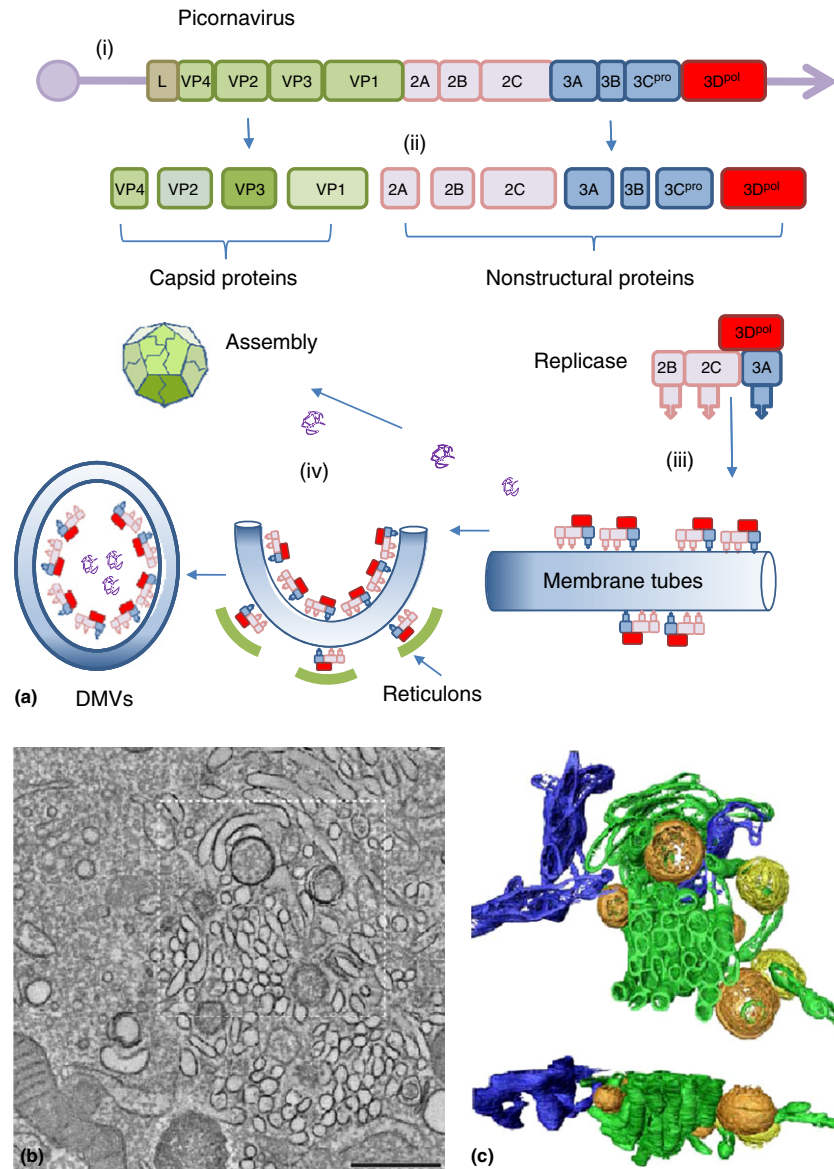 Picornavirus
(i)
L VP4 VP2 VP3 VP1 2A 2B 2C 3A 3B 3Cpro 3Dpol
(ii)
VP4 VP2 VP3 VP1 2A 2B 2C 3A 3B 3Cpro 3Dpol
Capsid proteins Nonstructural proteins
Assembly
Replicase
3Dpol
2B 2C 3A
(iv)
(iii)
Membrane tubes
Reticulons
(a) DMVs
(b)
(c)